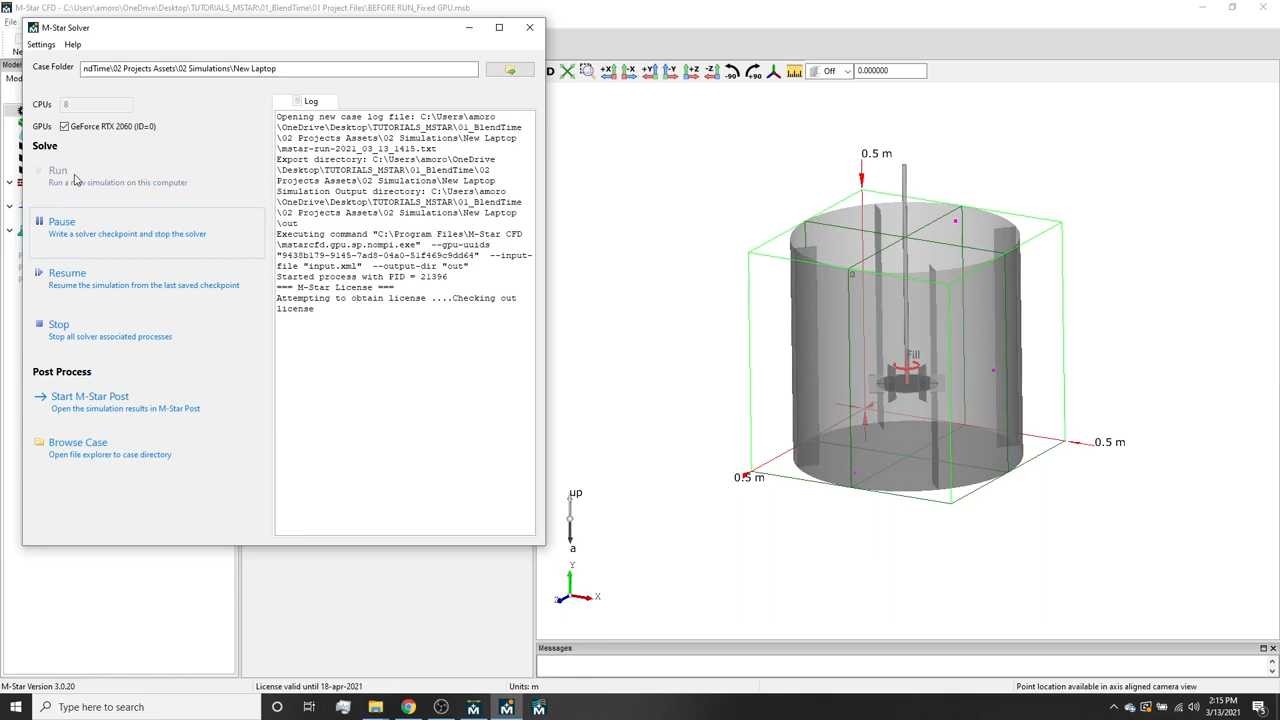 M-Star CFD - C:\Users\amoro\OneDrive\Desktop\TUTORIALS_MSTAR\01_BlendTime\01 Project Files\BEFORE RUN_Fixed GPU.msb
File
M-Star Solver
Settings Help
Case Folder ndTime\02 Projects Assets\02 Simulations\New Laptop
CPUs 8
GPUs GeForce RTX 2060 (ID=0)
Solve
Run
Run a new simulation on this computer
Pause
Write a solver checkpoint and stop the solver
Resume
Resume the simulation from the last saved checkpoint
Stop
Stop all solver associated processes
Post Process
Start M-Star Post
Open the simulation results in M-Star Post
Browse Case
Open file explorer to case directory
Log
Opening new case log file: C:\Users\amoro
\OneDrive\Desktop\TUTORIALS_MSTAR\01_BlendTime
\02 Projects Assets\02 Simulations\New Laptop
\mstar-run-2021_03_13_1415.txt
Export directory: C:\Users\amoro\OneDrive
\Desktop\TUTORIALS_MSTAR\01_BlendTime\02
Projects Assets\02 Simulations\New Laptop
Simulation Output directory: C:\Users\amoro
\OneDrive\Desktop\TUTORIALS_MSTAR\01_BlendTime
\02 Projects Assets\02 Simulations\New Laptop
\out
Executing command "C:\Program Files\M-Star CFD
\mstarcfd.gpu.sp.nompi.exe" --gpu-uuids
"9438b179-9145-7ad8-04a0-51f469c9dd64" --input-
file "input.xml" --output-dir "out"
Started process with PID = 21396
=== M-Star License ===
Attempting to obtain license ....Checking out
license
+X -X +Y -Y +Z -Z -90 +90 Off 0.000000
0.5 m
Fill
0.5 m
0.5 m
up
a
Y
Z X
Messages
M-Star Version 3.0.20 License valid until 18-apr-2021 Units: m Point location available in axis aligned camera view
Type here to search
2:15 PM
3/13/2021
5